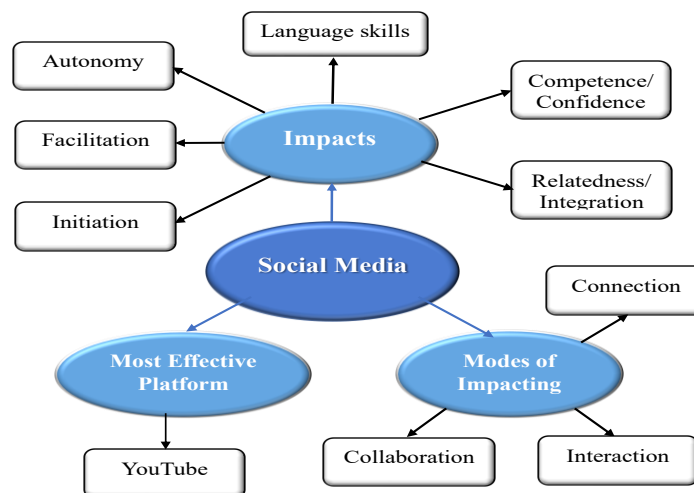 Language skills
Autonomy
Competence/
Confidence
Facilitation
Impacts
Relatedness/
Integration
Initiation
Social Media
Connection
Most Effective
Platform
Modes of
Impacting
Collaboration
Interaction
YouTube